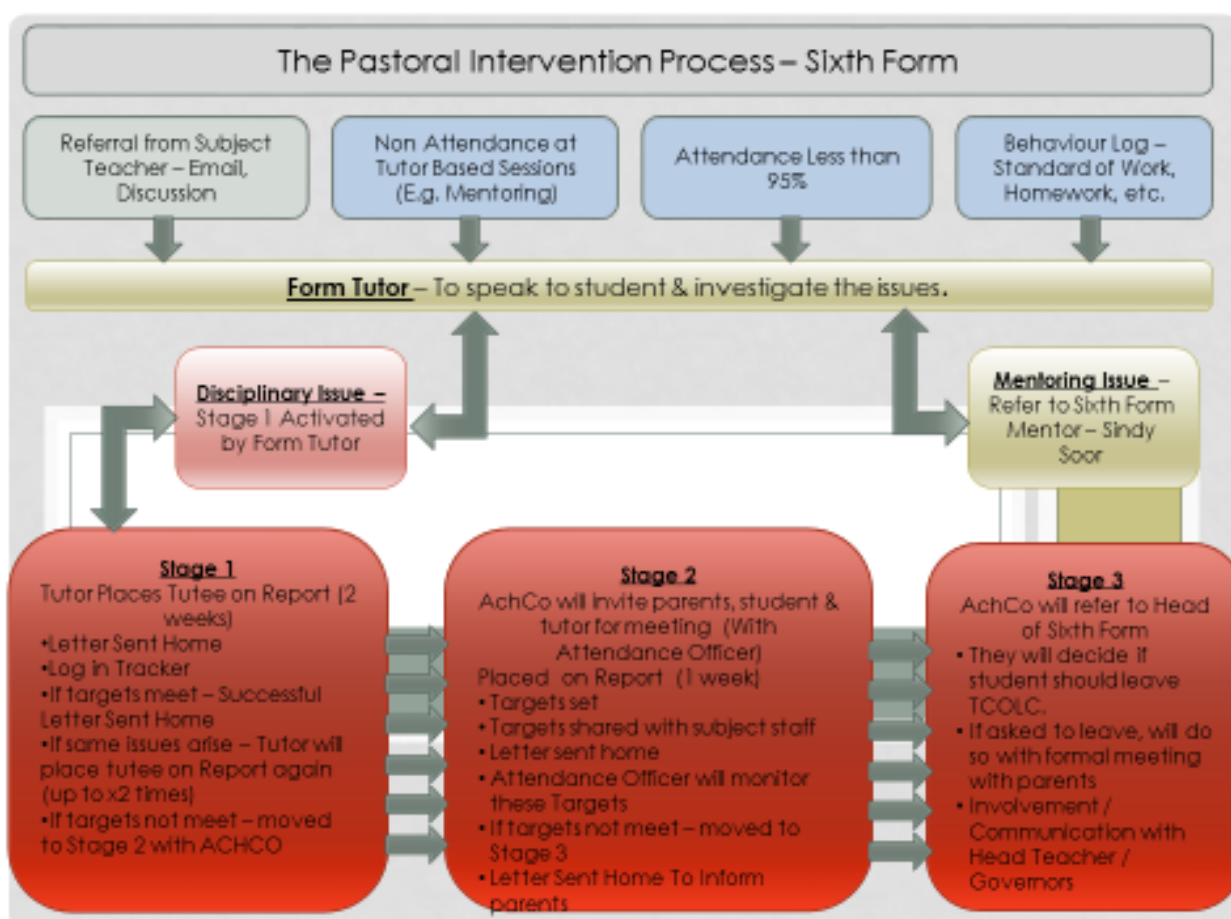 The Pastoral Intervention Process – Sixth Form
Referral from Subject
Teacher – Email,
Discussion
Non Attendance at
Tutor Based Sessions
(E.g. Mentoring)
Attendance Less than
95%
Behaviour Log –
Standard of Work,
Homework, etc.
Form Tutor – To speak to student & investigate the issues.
Disciplinary Issue –
Stage 1 Activated
by Form Tutor
Mentoring Issue –
Refer to Sixth Form
Mentor – Sindy
Soor
Stage 1
Tutor Places Tutee on Report (2
weeks)
•Letter Sent Home
•Log in Tracker
•If targets meet – Successful
Letter Sent Home
•If same issues arise – Tutor will
place tutee on Report again
(up to x2 times)
•If targets not meet – moved
to Stage 2 with ACHCO
Stage 2
AchCo will invite parents, student &
tutor for meeting (With
Attendance Officer)
Placed on Report (1 week)
• Targets set
• Targets shared with subject staff
• Letter sent home
• Attendance Officer will monitor
these Targets
• If targets not meet – moved to
Stage 3
• Letter Sent Home To Inform
parents
Stage 3
AchCo will refer to Head
of Sixth Form
• They will decide if
student should leave
TCOLC.
• If asked to leave, will do
so with formal meeting
with parents
• Involvement /
Communication with
Head Teacher /
Governors